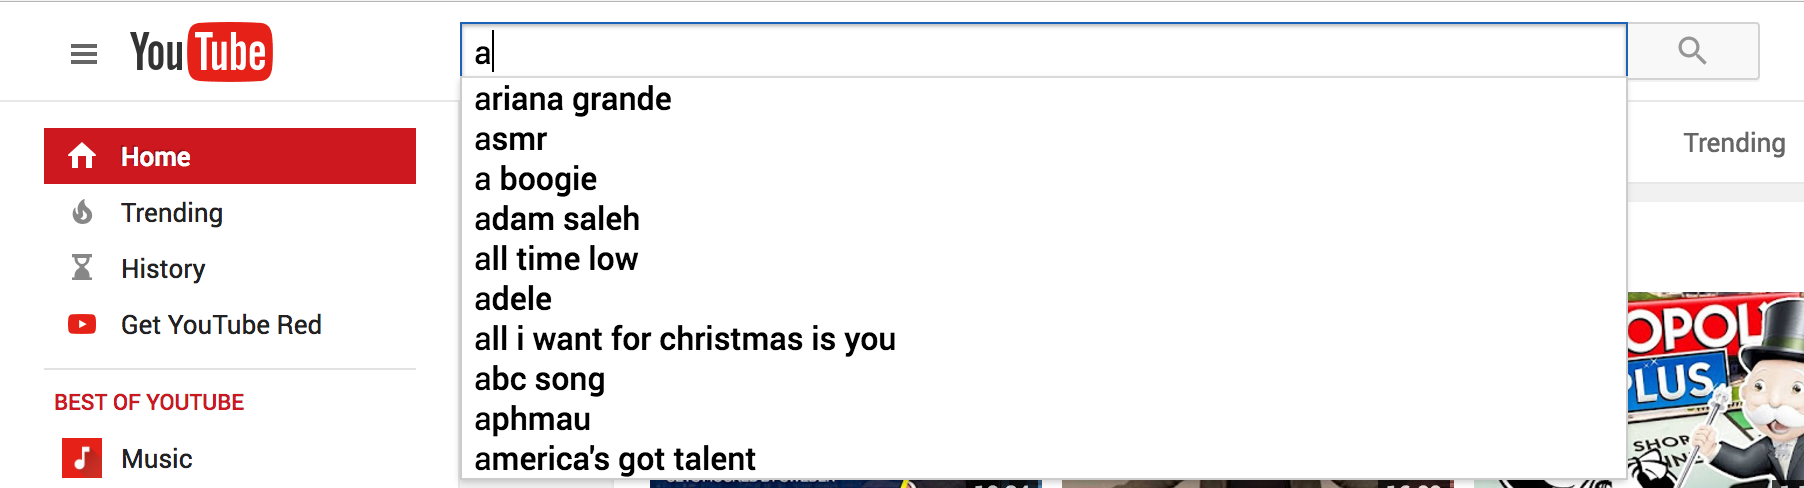 YouTube
a
ariana grande
asmr
a boogie
adam saleh
all time low
adele
all i want for christmas is you
abc song
aphmau
america's got talent
Home
Trending
History
Get YouTube Red
BEST OF YOUTUBE
Music
Trending
OPOL
PLUS
SHOP